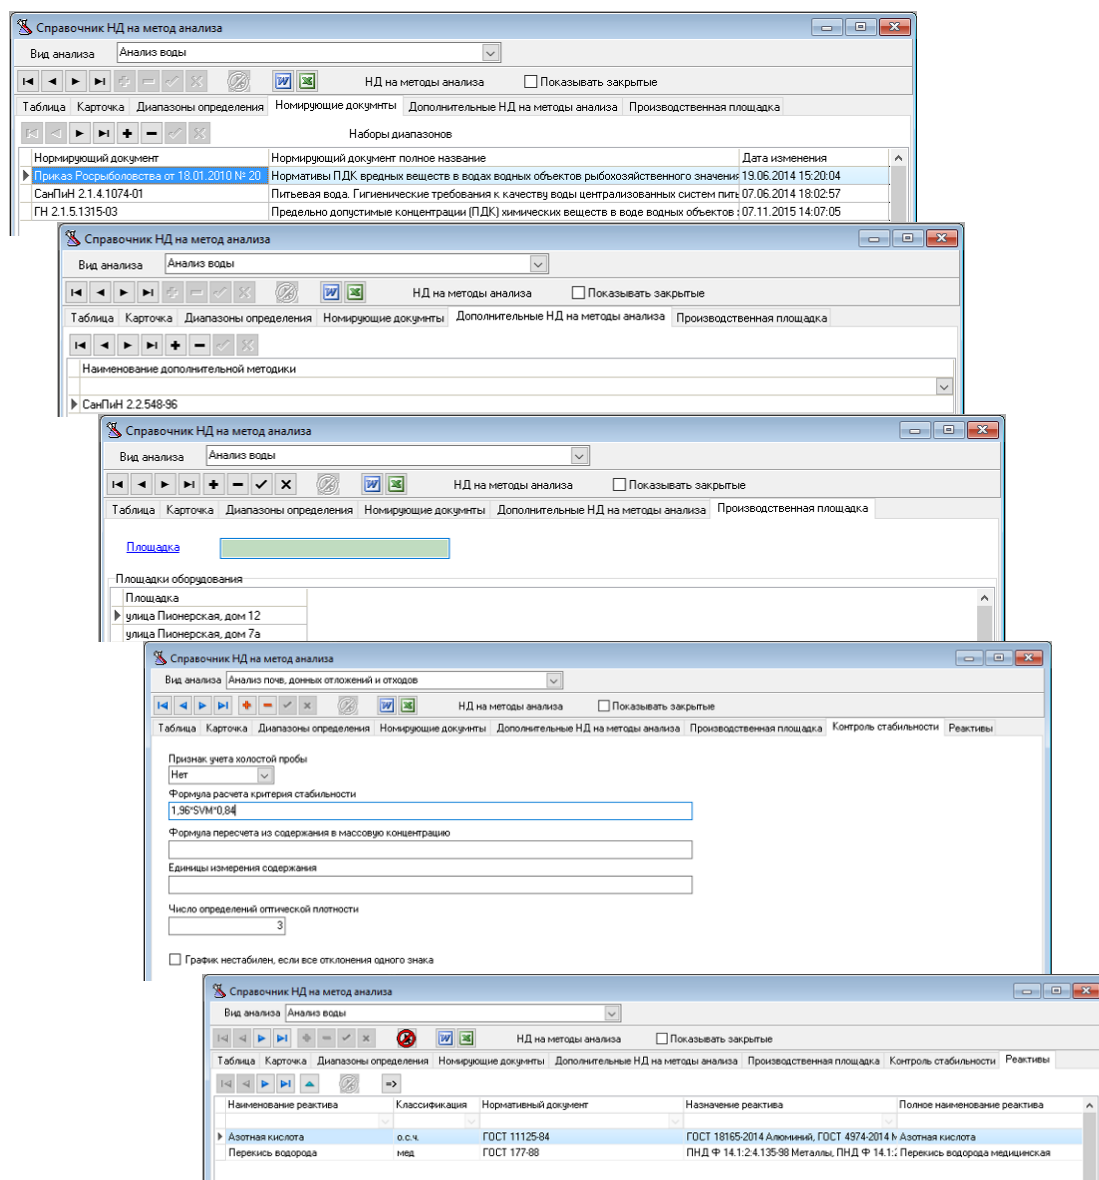 Справочник НД на метод анализа
Вид анализа Анализ воды
НД на методы анализа Показывать закрытые
Таблица Карточка Диапазоны определения Номирующие докумнты Дополнительные НД на методы анализа Производственная площадка
Наборы диапазонов
Нормирующий документ Нормирующий документ полное название Дата изменения
Приказ Росрыболовства от 18.01.2010 № 20 Нормативы ПДК вредных веществ в водах водных объектов рыбохозяйственного значения 19.06.2014 15:20:04
СанПиН 2.1.4.1074-01 Питьевая вода. Гигиенические требования к качеству воды централизованных систем пить 07.06.2014 18:02:57
ГН 2.1.5.1315-03 Предельно допустимые концентрации (ПДК) химических веществ в воде водных объектов 07.11.2015 14:07:05
Справочник НД на метод анализа
Вид анализа Анализ воды
НД на методы анализа Показывать закрытые
Таблица Карточка Диапазоны определения Номирующие докумнты Дополнительные НД на методы анализа Производственная площадка
Наименование дополнительной методики
СанПиН 2.2.548-96
Справочник НД на метод анализа
Вид анализа Анализ воды
НД на методы анализа Показывать закрытые
Таблица Карточка Диапазоны определения Номирующие докумнты Дополнительные НД на методы анализа Производственная площадка
Площадка
Площадки оборудования
Площадка
улица Пионерская, дом 12
улица Пионерская, дом 7а
Справочник НД на метод анализа
Вид анализа Анализ почв, донных отложений и отходов
НД на методы анализа Показывать закрытые
Таблица Карточка Диапазоны определения Номирующие докумнты Дополнительные НД на методы анализа Производственная площадка Контроль стабильности Реактивы
Признак учета холостой пробы
Нет
Формула расчета критерия стабильности
1,96*SVM*0,84
Формула пересчета из содержания в массовую концентрацию
Единицы измерения содержания
Число определений оптической плотности
3
График нестабилен, если все отклонения одного знака
Справочник НД на метод анализа
Вид анализа Анализ воды
НД на методы анализа Показывать закрытые
Таблица Карточка Диапазоны определения Номирующие докумнты Дополнительные НД на методы анализа Производственная площадка Контроль стабильности Реактивы
=>
Наименование реактива Классификация Нормативный документ Назначение реактива Полное наименование реактива
Азотная кислота о.с.ч. ГОСТ 11125-84 ГОСТ 18165-2014 Алюминий, ГОСТ 4974-2014 Азотная кислота
Перекись водорода мед ГОСТ 177-88 ПНД Ф 14.1:2:4.135-98 Металлы, ПНД Ф 14.1: Перекись водорода медицинская